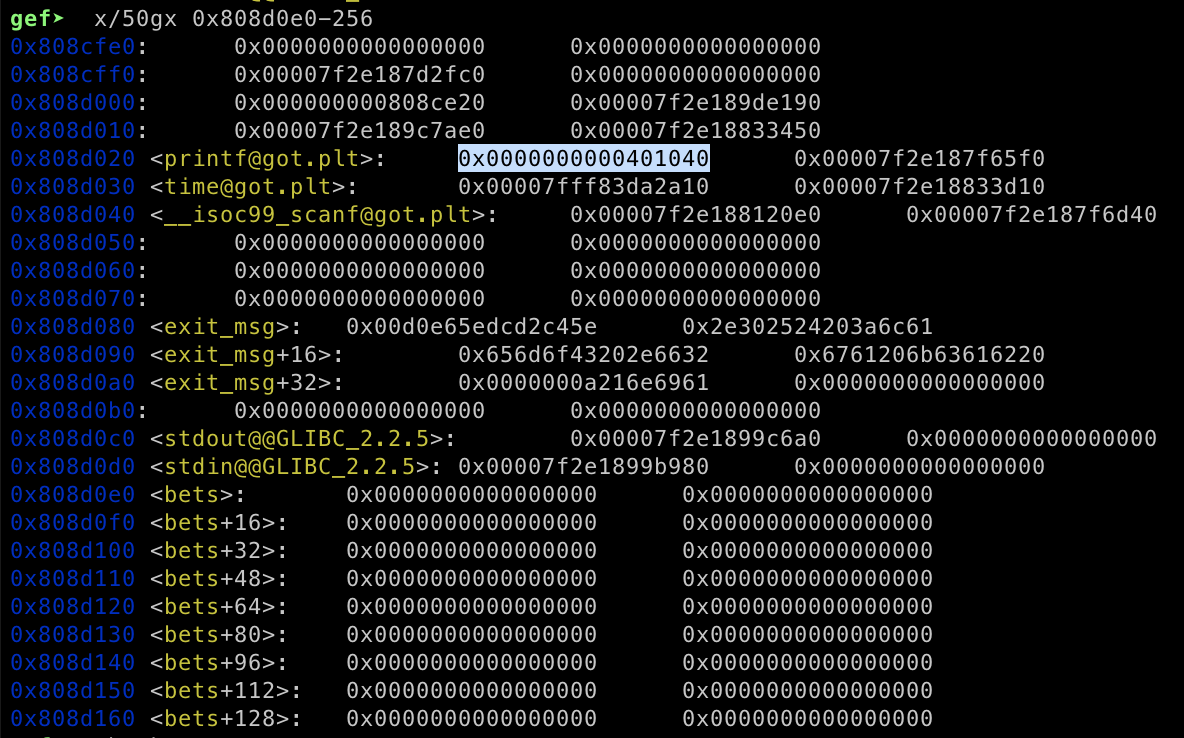 gef➤  x/50gx 0x808d0e0-256
0x808cfe0:	0x0000000000000000	0x0000000000000000
0x808cff0:	0x00007f2e187d2fc0	0x0000000000000000
0x808d000:	0x000000000808ce20	0x00007f2e189de190
0x808d010:	0x00007f2e189c7ae0	0x00007f2e18833450
0x808d020 <printf@got.plt>:	0x0000000000401040	0x00007f2e187f65f0
0x808d030 <time@got.plt>:	0x00007fff83da2a10	0x00007f2e18833d10
0x808d040 <__isoc99_scanf@got.plt>:	0x00007f2e188120e0	0x00007f2e187f6d40
0x808d050:	0x0000000000000000	0x0000000000000000
0x808d060:	0x0000000000000000	0x0000000000000000
0x808d070:	0x0000000000000000	0x0000000000000000
0x808d080 <exit_msg>:	0x00d0e65edcd2c45e	0x2e302524203a6c61
0x808d090 <exit_msg+16>:	0x656d6f43202e6632	0x6761206b63616220
0x808d0a0 <exit_msg+32>:	0x0000000a216e6961	0x0000000000000000
0x808d0b0:	0x0000000000000000	0x0000000000000000
0x808d0c0 <stdout@@GLIBC_2.2.5>:	0x00007f2e1899c6a0	0x0000000000000000
0x808d0d0 <stdin@@GLIBC_2.2.5>:	0x00007f2e1899b980	0x0000000000000000
0x808d0e0 <bets>:	0x0000000000000000	0x0000000000000000
0x808d0f0 <bets+16>:	0x0000000000000000	0x0000000000000000
0x808d100 <bets+32>:	0x0000000000000000	0x0000000000000000
0x808d110 <bets+48>:	0x0000000000000000	0x0000000000000000
0x808d120 <bets+64>:	0x0000000000000000	0x0000000000000000
0x808d130 <bets+80>:	0x0000000000000000	0x0000000000000000
0x808d140 <bets+96>:	0x0000000000000000	0x0000000000000000
0x808d150 <bets+112>:	0x0000000000000000	0x0000000000000000
0x808d160 <bets+128>:	0x0000000000000000	0x0000000000000000